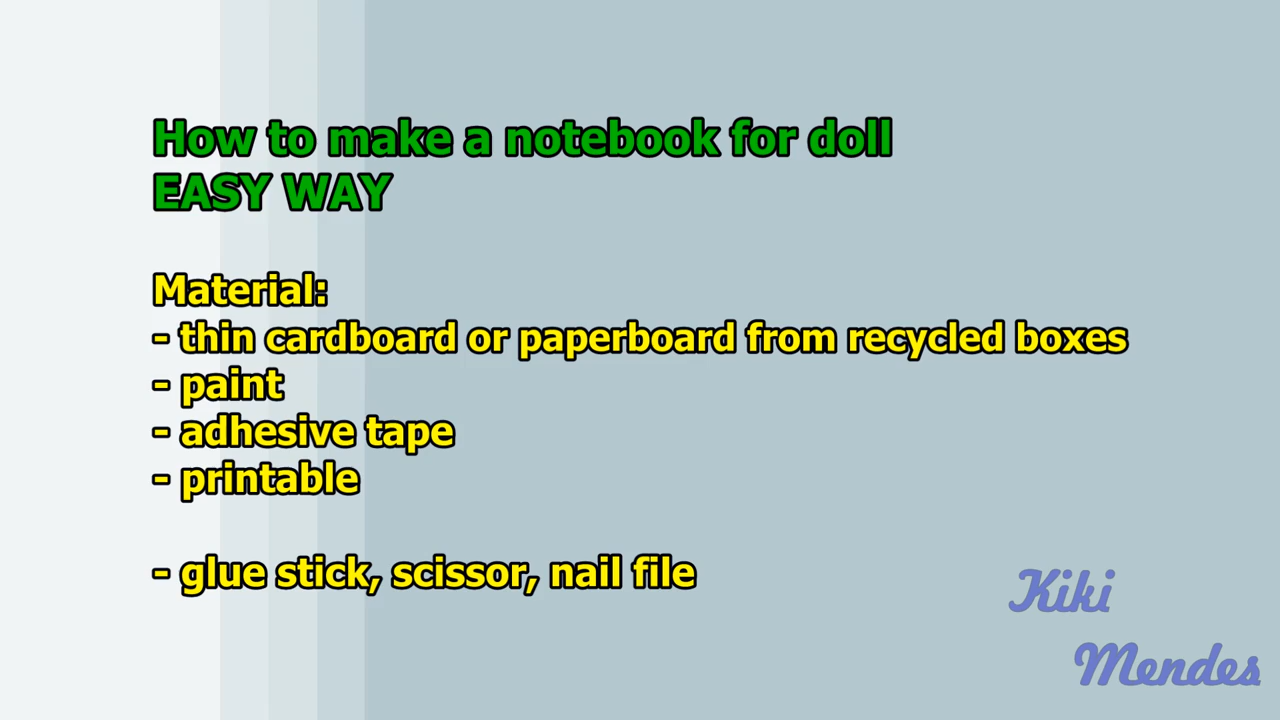 How to make a notebook for doll
EASY WAY
Material:
- thin cardboard or paperboard from recycled boxes
- paint
- adhesive tape
- printable
- glue stick, scissor, nail file
Kiki
Mendes